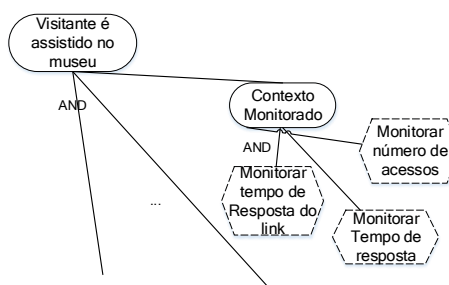 Visitante é
assistido no
museu
AND
...
Contexto
Monitorado
AND
Monitorar
número de
acessos
Monitorar
tempo de
Resposta do
link
Monitorar
Tempo de
resposta